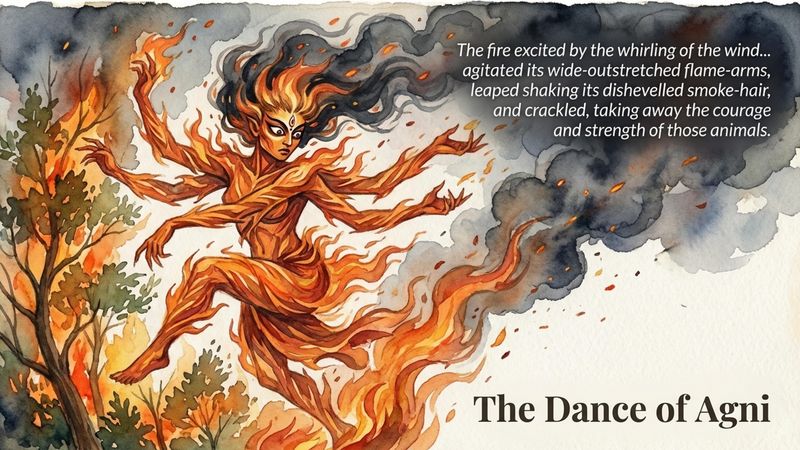 The fire excited by the whirling of the wind...
agitated its wide-outstretched flame-arms,
leaped shaking its dishevelled smoke-hair,
and crackled, taking away the courage
and strength of those animals.
The Dance of Agni